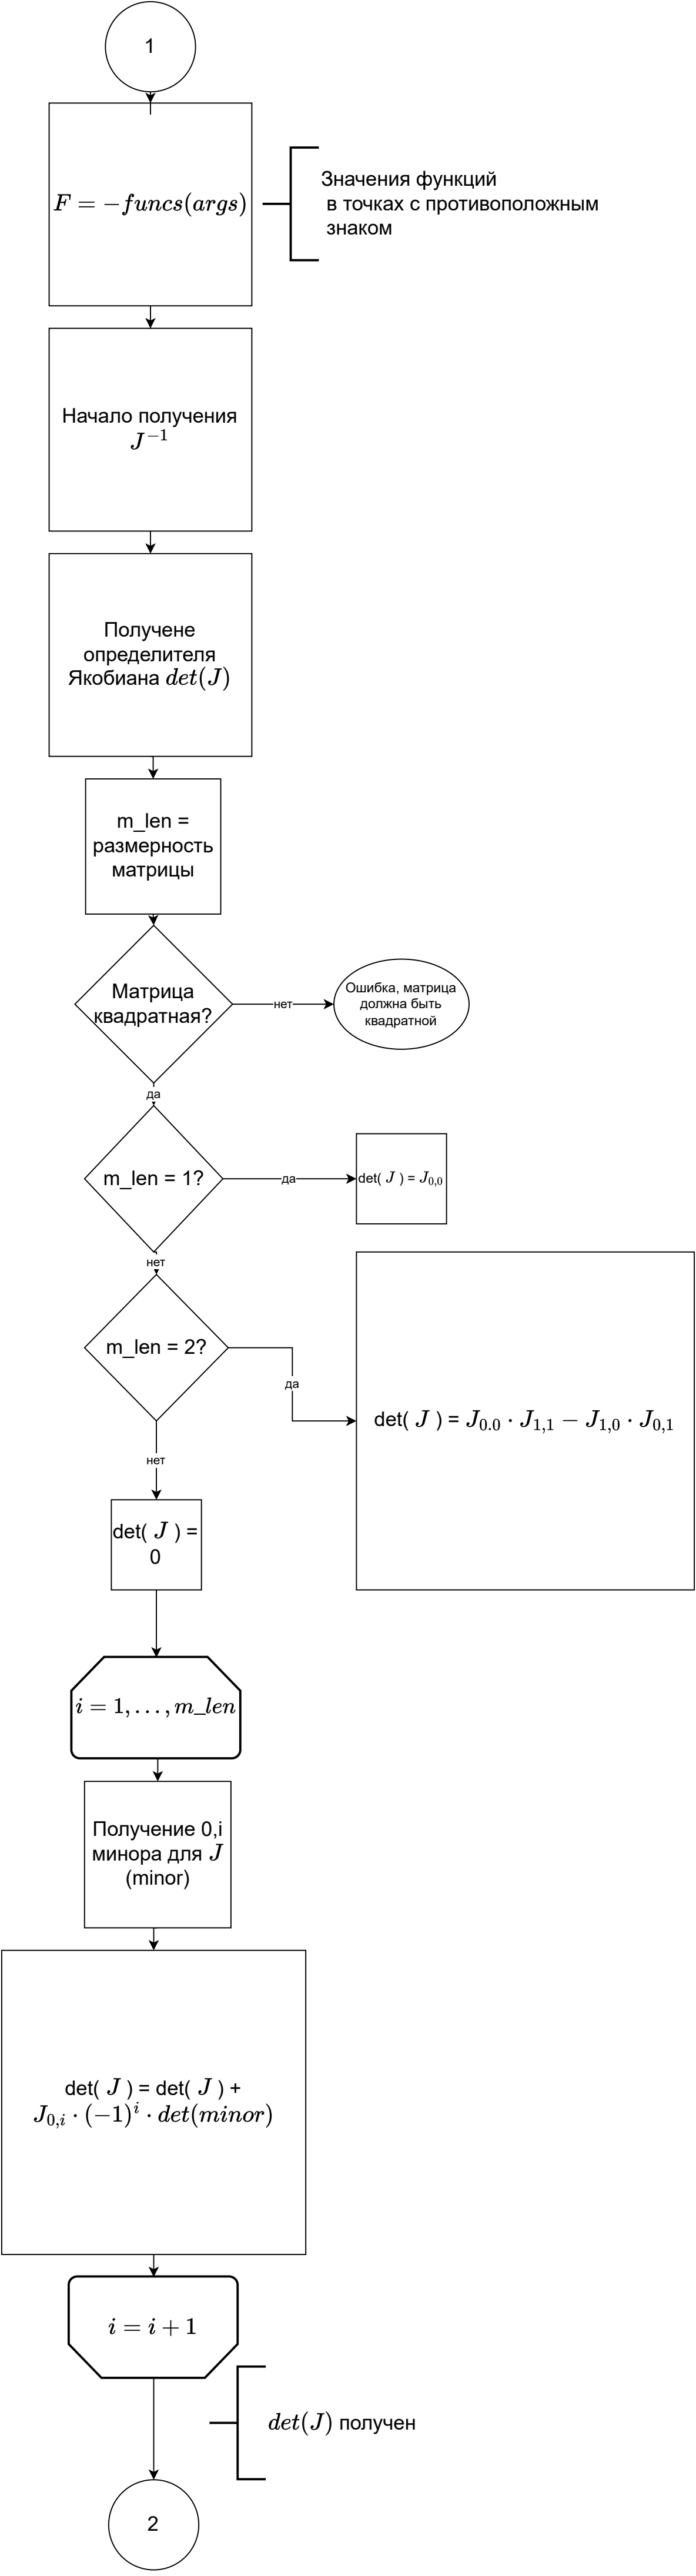 1
F = −funcs(args)
Значения функций
в точках с противоположным
знаком
Начало получения
J⁻¹
Получене
определителя
Якобиана det(J)
m_len =
размерность
матрицы
Матрица
квадратная?
нет
Ошибка, матрица
должна быть
квадратной
да
m_len = 1?
да
det( J ) = J_{0,0}
нет
m_len = 2?
да
det( J ) = J_{0.0} · J_{1,1} − J_{1,0} · J_{0,1}
нет
det( J ) =
0
i = 1, . . . , m_len
Получение 0,i
минора для J
(minor)
det( J ) = det( J ) +
J_{0,i} · (−1)^i · det(minor)
i = i + 1
det(J) получен
2